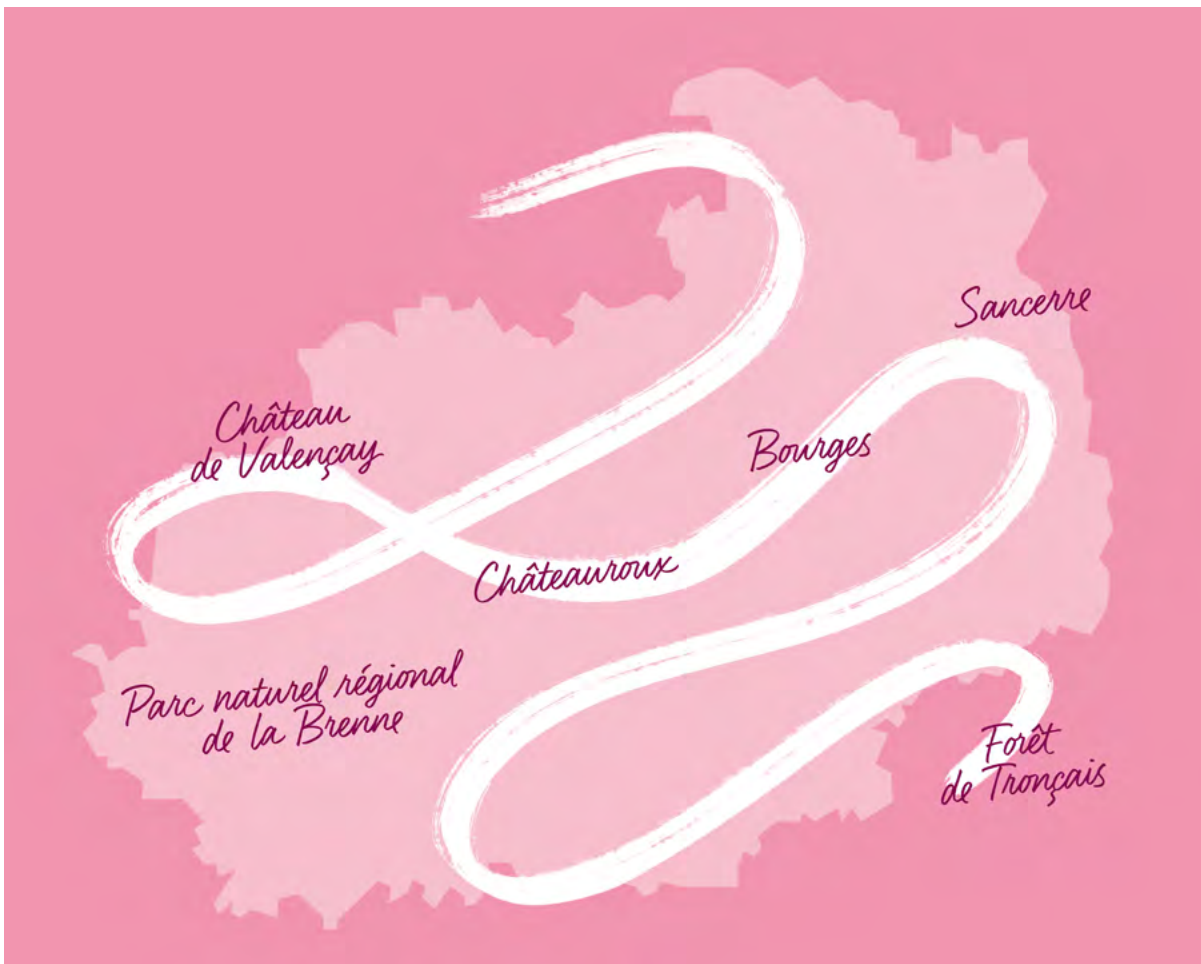 Sancerre
Château
de Valençay
Bourges
Châteauroux
Parc naturel régional
de la Brenne
Forêt
de Tronçais